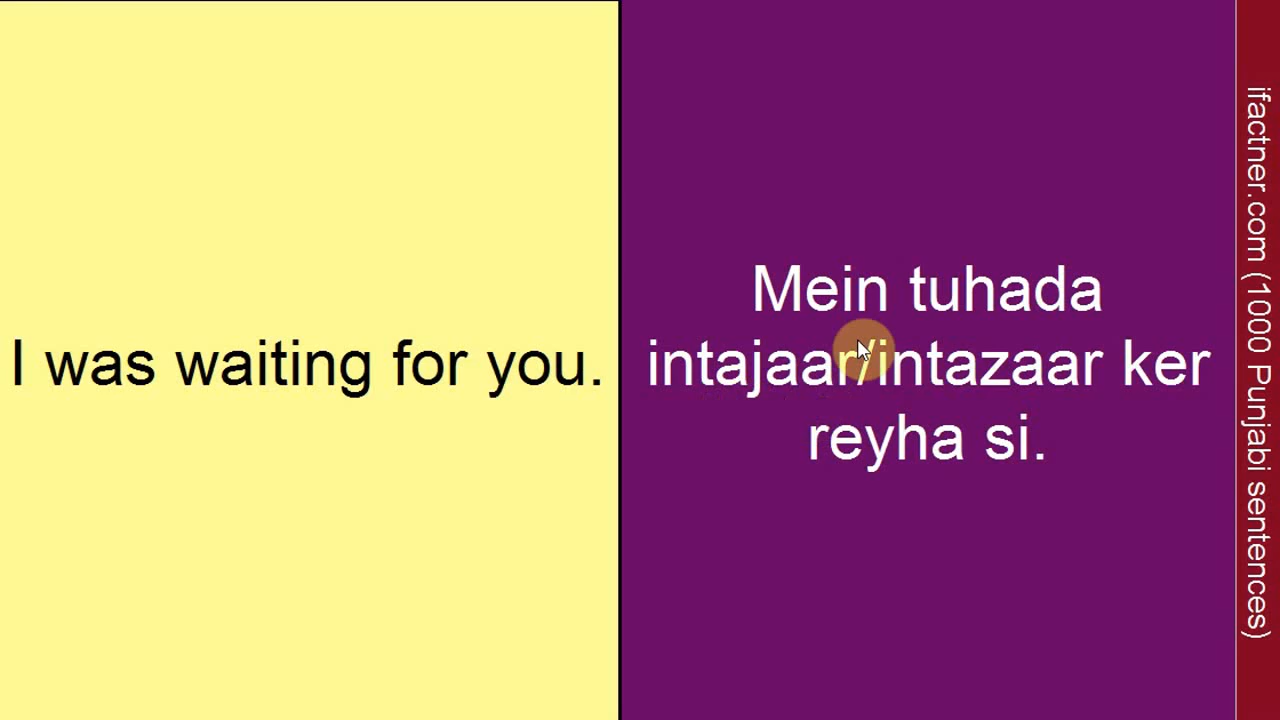 I was waiting for you.
Mein tuhada
intajaar/intazaar ker
reyha si.
ifactner.com (1000 Punjabi sentences)